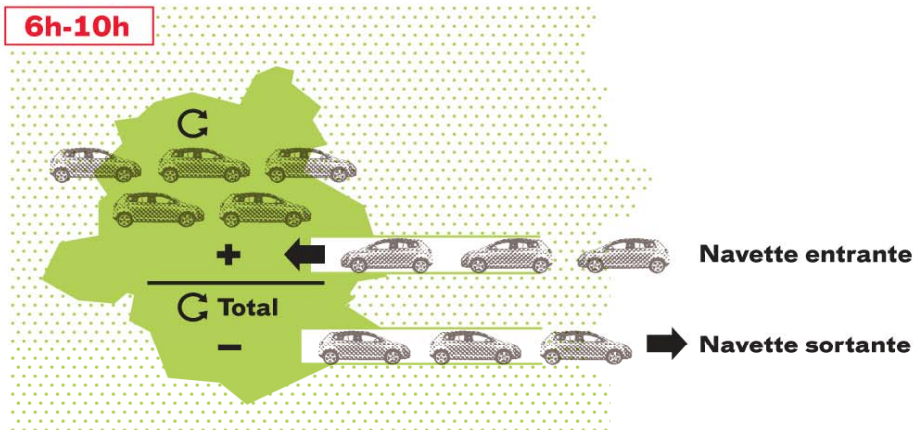 6h-10h
+
Navette entrante
Total
-
Navette sortante